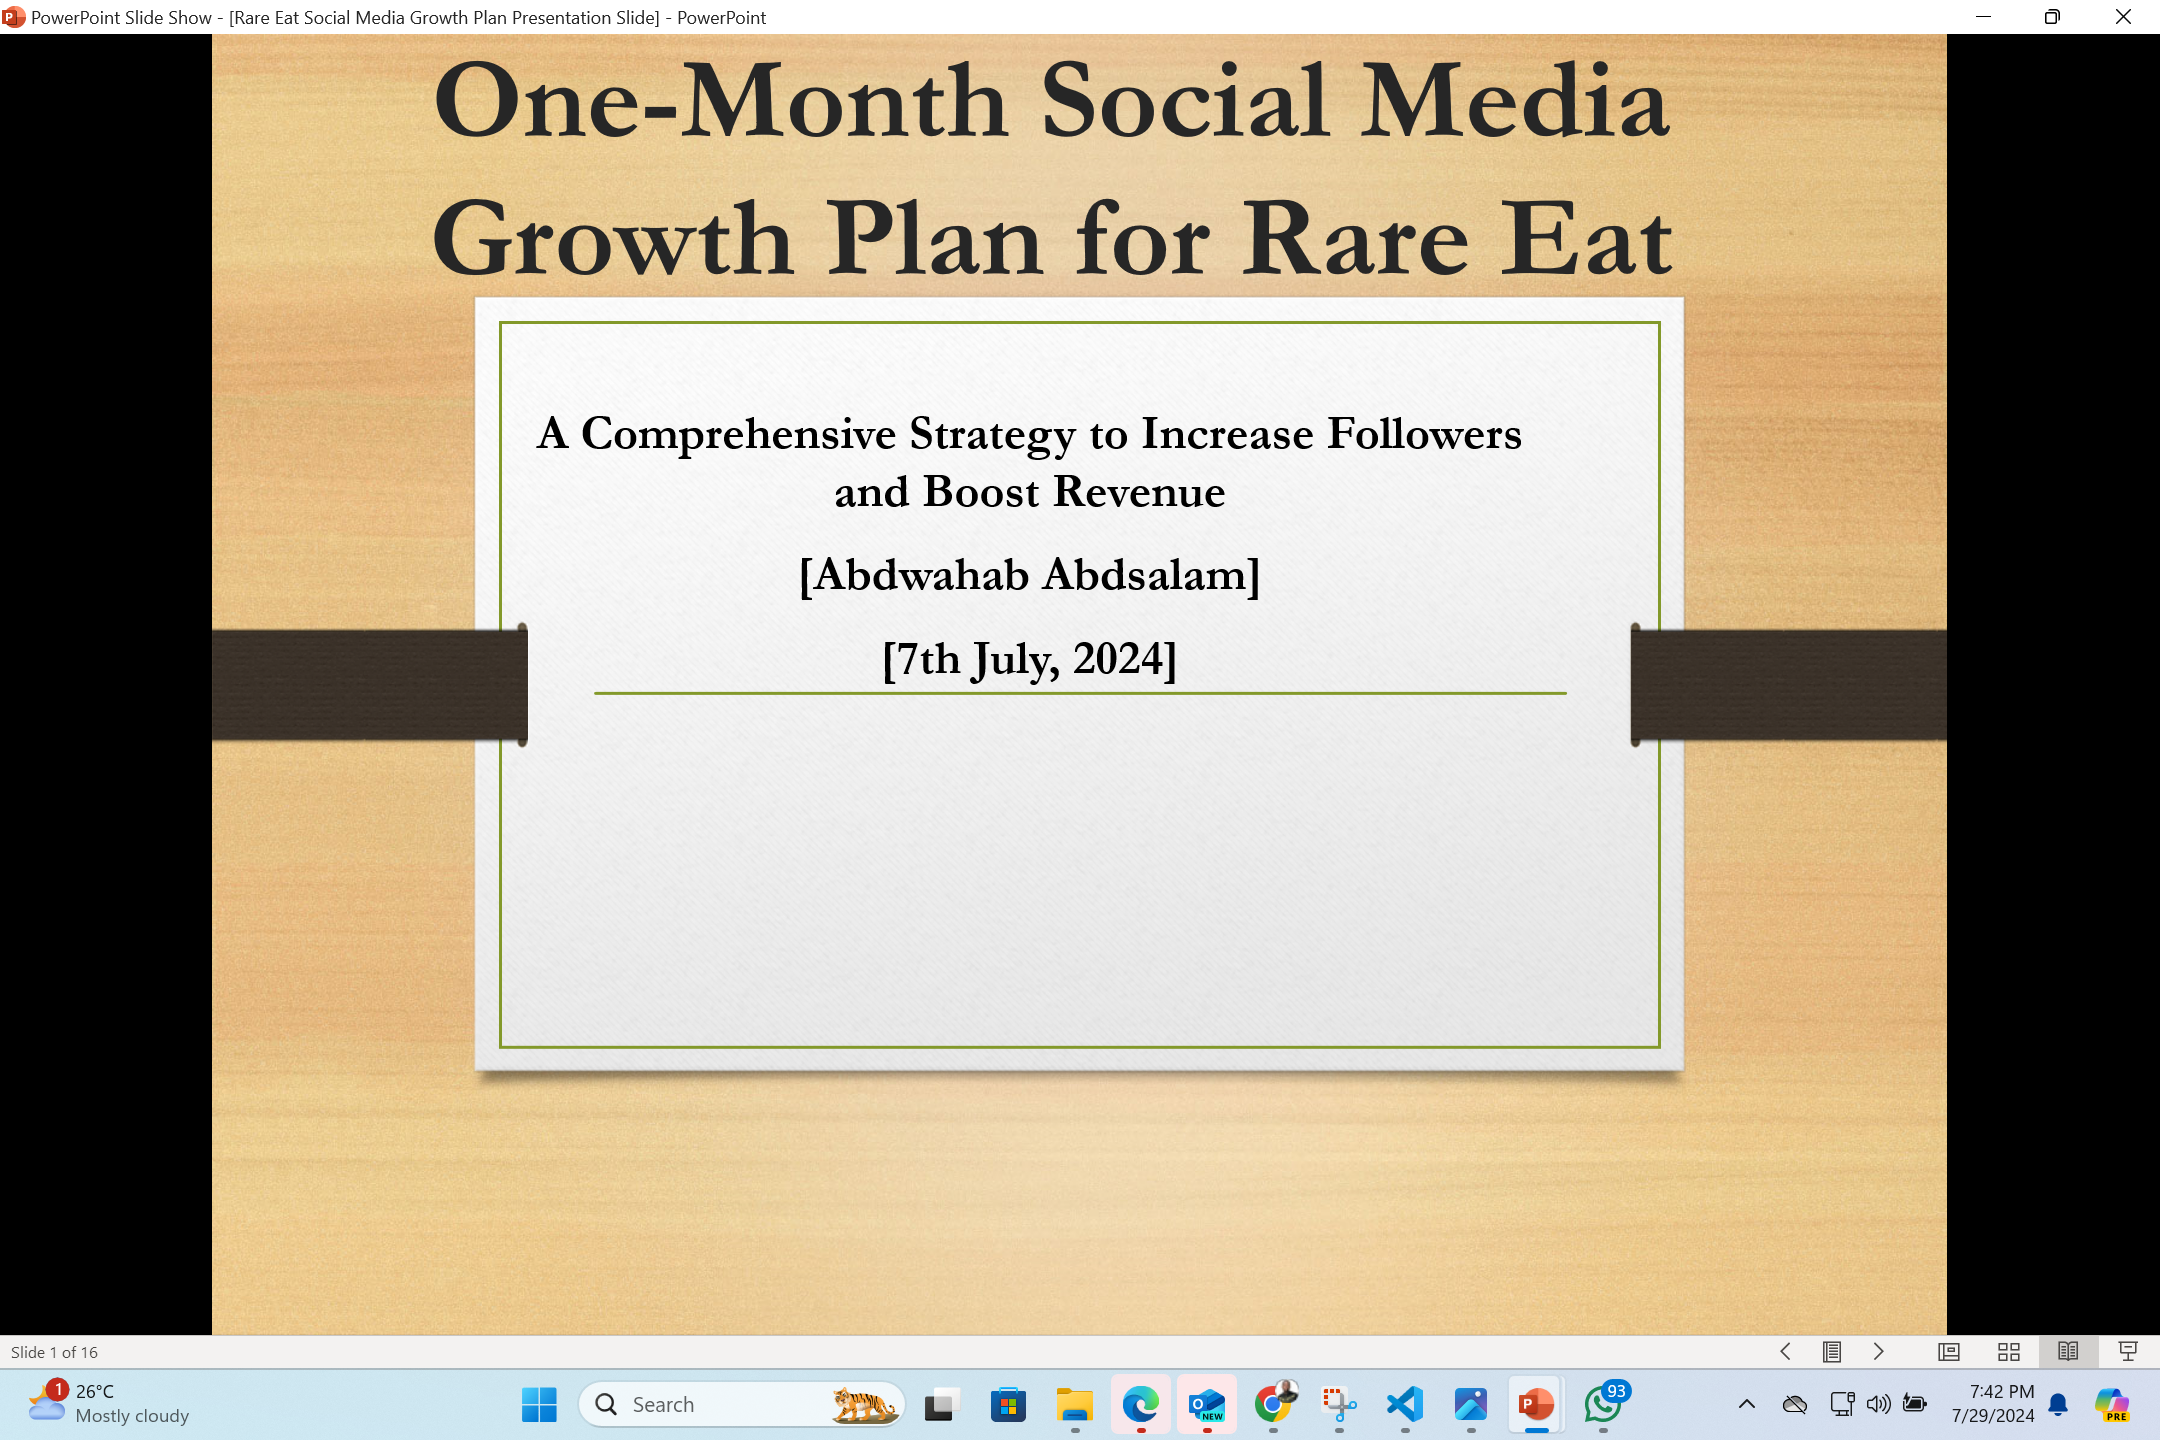 PowerPoint Slide Show - [Rare Eat Social Media Growth Plan Presentation Slide] - PowerPoint
One-Month Social Media
Growth Plan for Rare Eat
A Comprehensive Strategy to Increase Followers
and Boost Revenue
[Abdwahab Abdsalam]
[7th July, 2024]
Slide 1 of 16
1
26°C
Mostly cloudy
Search
NEW
93
7:42 PM
7/29/2024
PRE